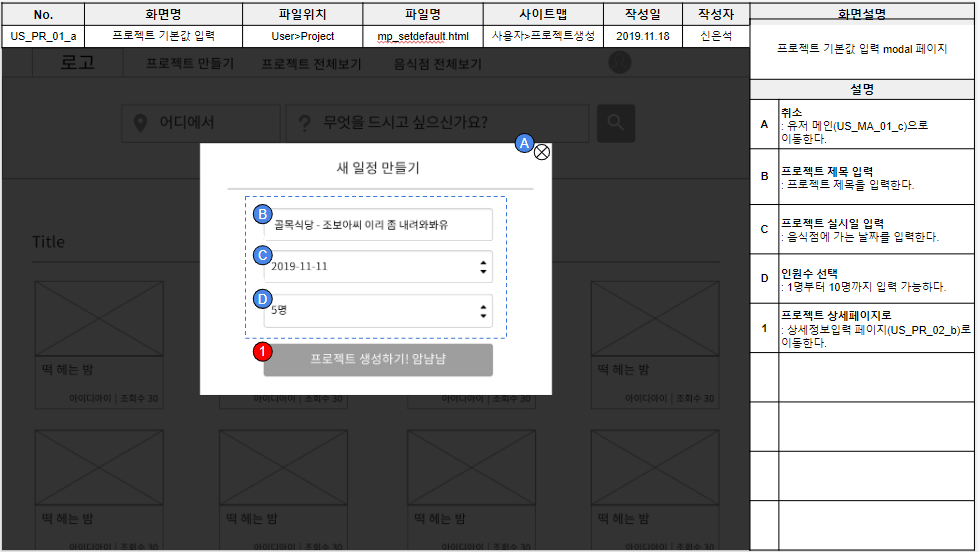 No. 화면명 파일위치 파일명 사이트맵 작성일 작성자 화면설명
US_PR_01_a 프로젝트 기본값 입력 User>Project mp_setdefault.html 사용자>프로젝트생성 2019.11.18 신은석
프로젝트 기본값 입력 modal 페이지
로고 프로젝트 만들기 프로젝트 전체보기 음식점 전체보기
어디에서 ? 무엇을 드시고 싶으신가요?
A
새 일정 만들기
B 골목식당 - 조보아씨 이리 좀 내려와봐유
C 2019-11-11
D 5명
1 프로젝트 생성하기! 얌냠냠
Title
떡 헤는 밤 떡 헤는 밤
아이디아이 | 조회수 30 아이디아이 | 조회수 30 아이디아이 | 조회수 30 아이디아이 | 조회수 30
떡 헤는 밤 떡 헤는 밤 떡 헤는 밤 떡 헤는 밤
설명
A 취소
: 유저 메인(US_MA_01_c)으로
이동한다.
B 프로젝트 제목 입력
: 프로젝트 제목을 입력한다.
C 프로젝트 실시일 입력
: 음식점에 가는 날짜를 입력한다.
D 인원수 선택
: 1명부터 10명까지 입력 가능하다.
1 프로젝트 상세페이지로
: 상세정보입력 페이지(US_PR_02_b)로
이동한다.